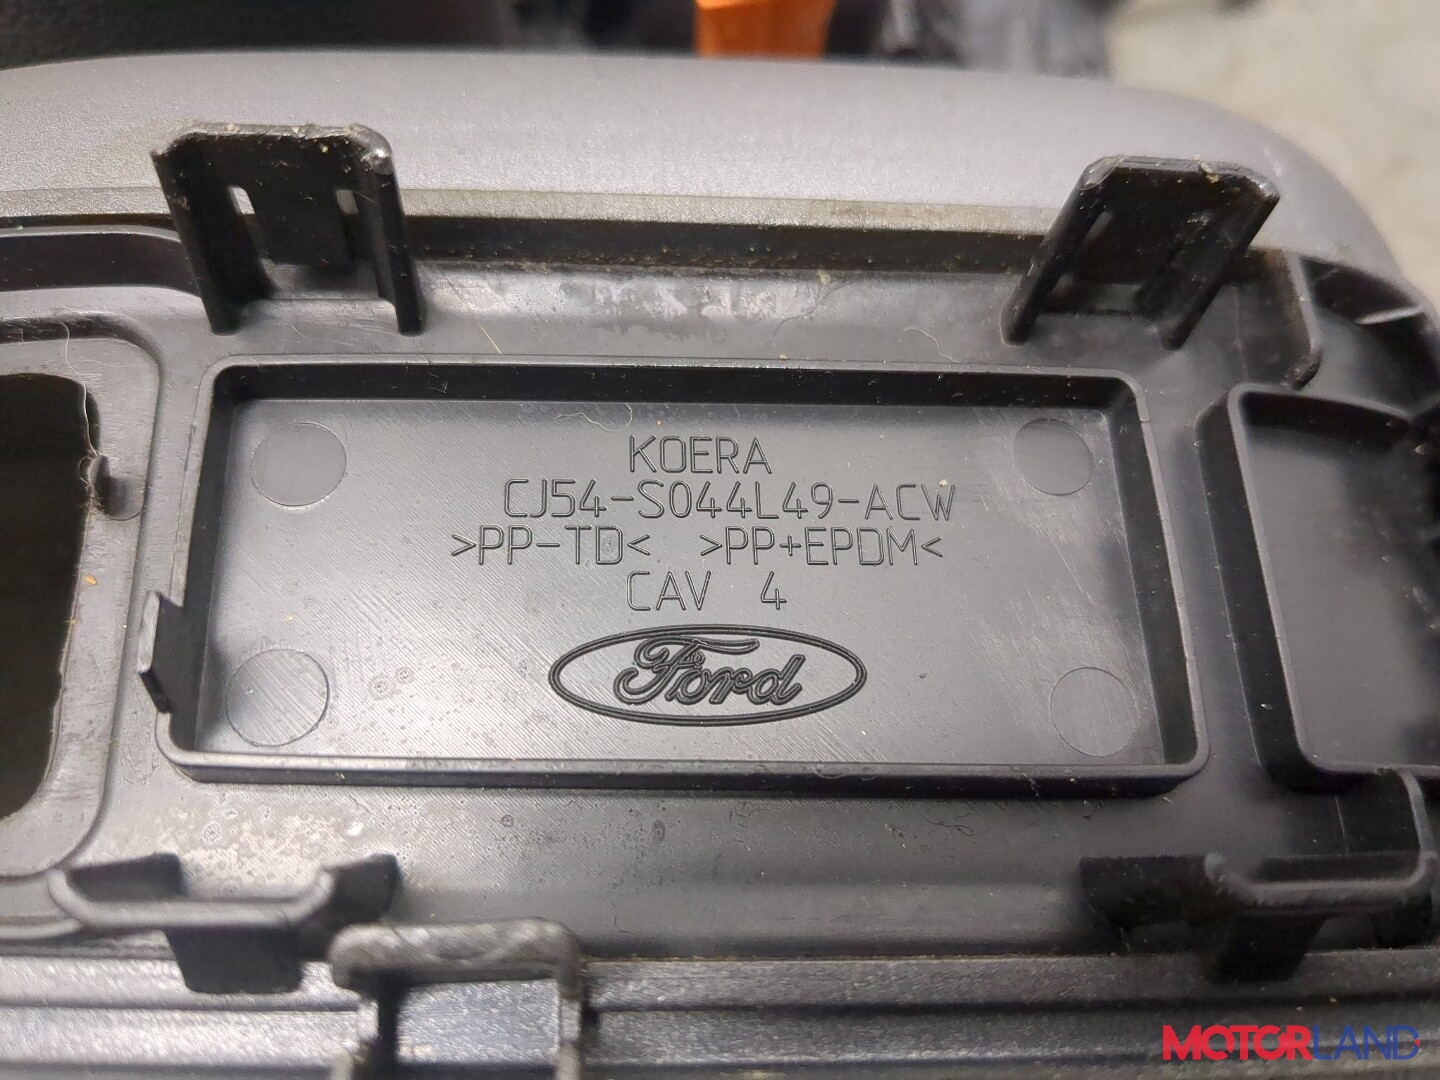 KOERA
CJ54-S044L49-ACW
>PP-TD< >PP+EPDM<
CAV 4
Ford
MOTORLAND